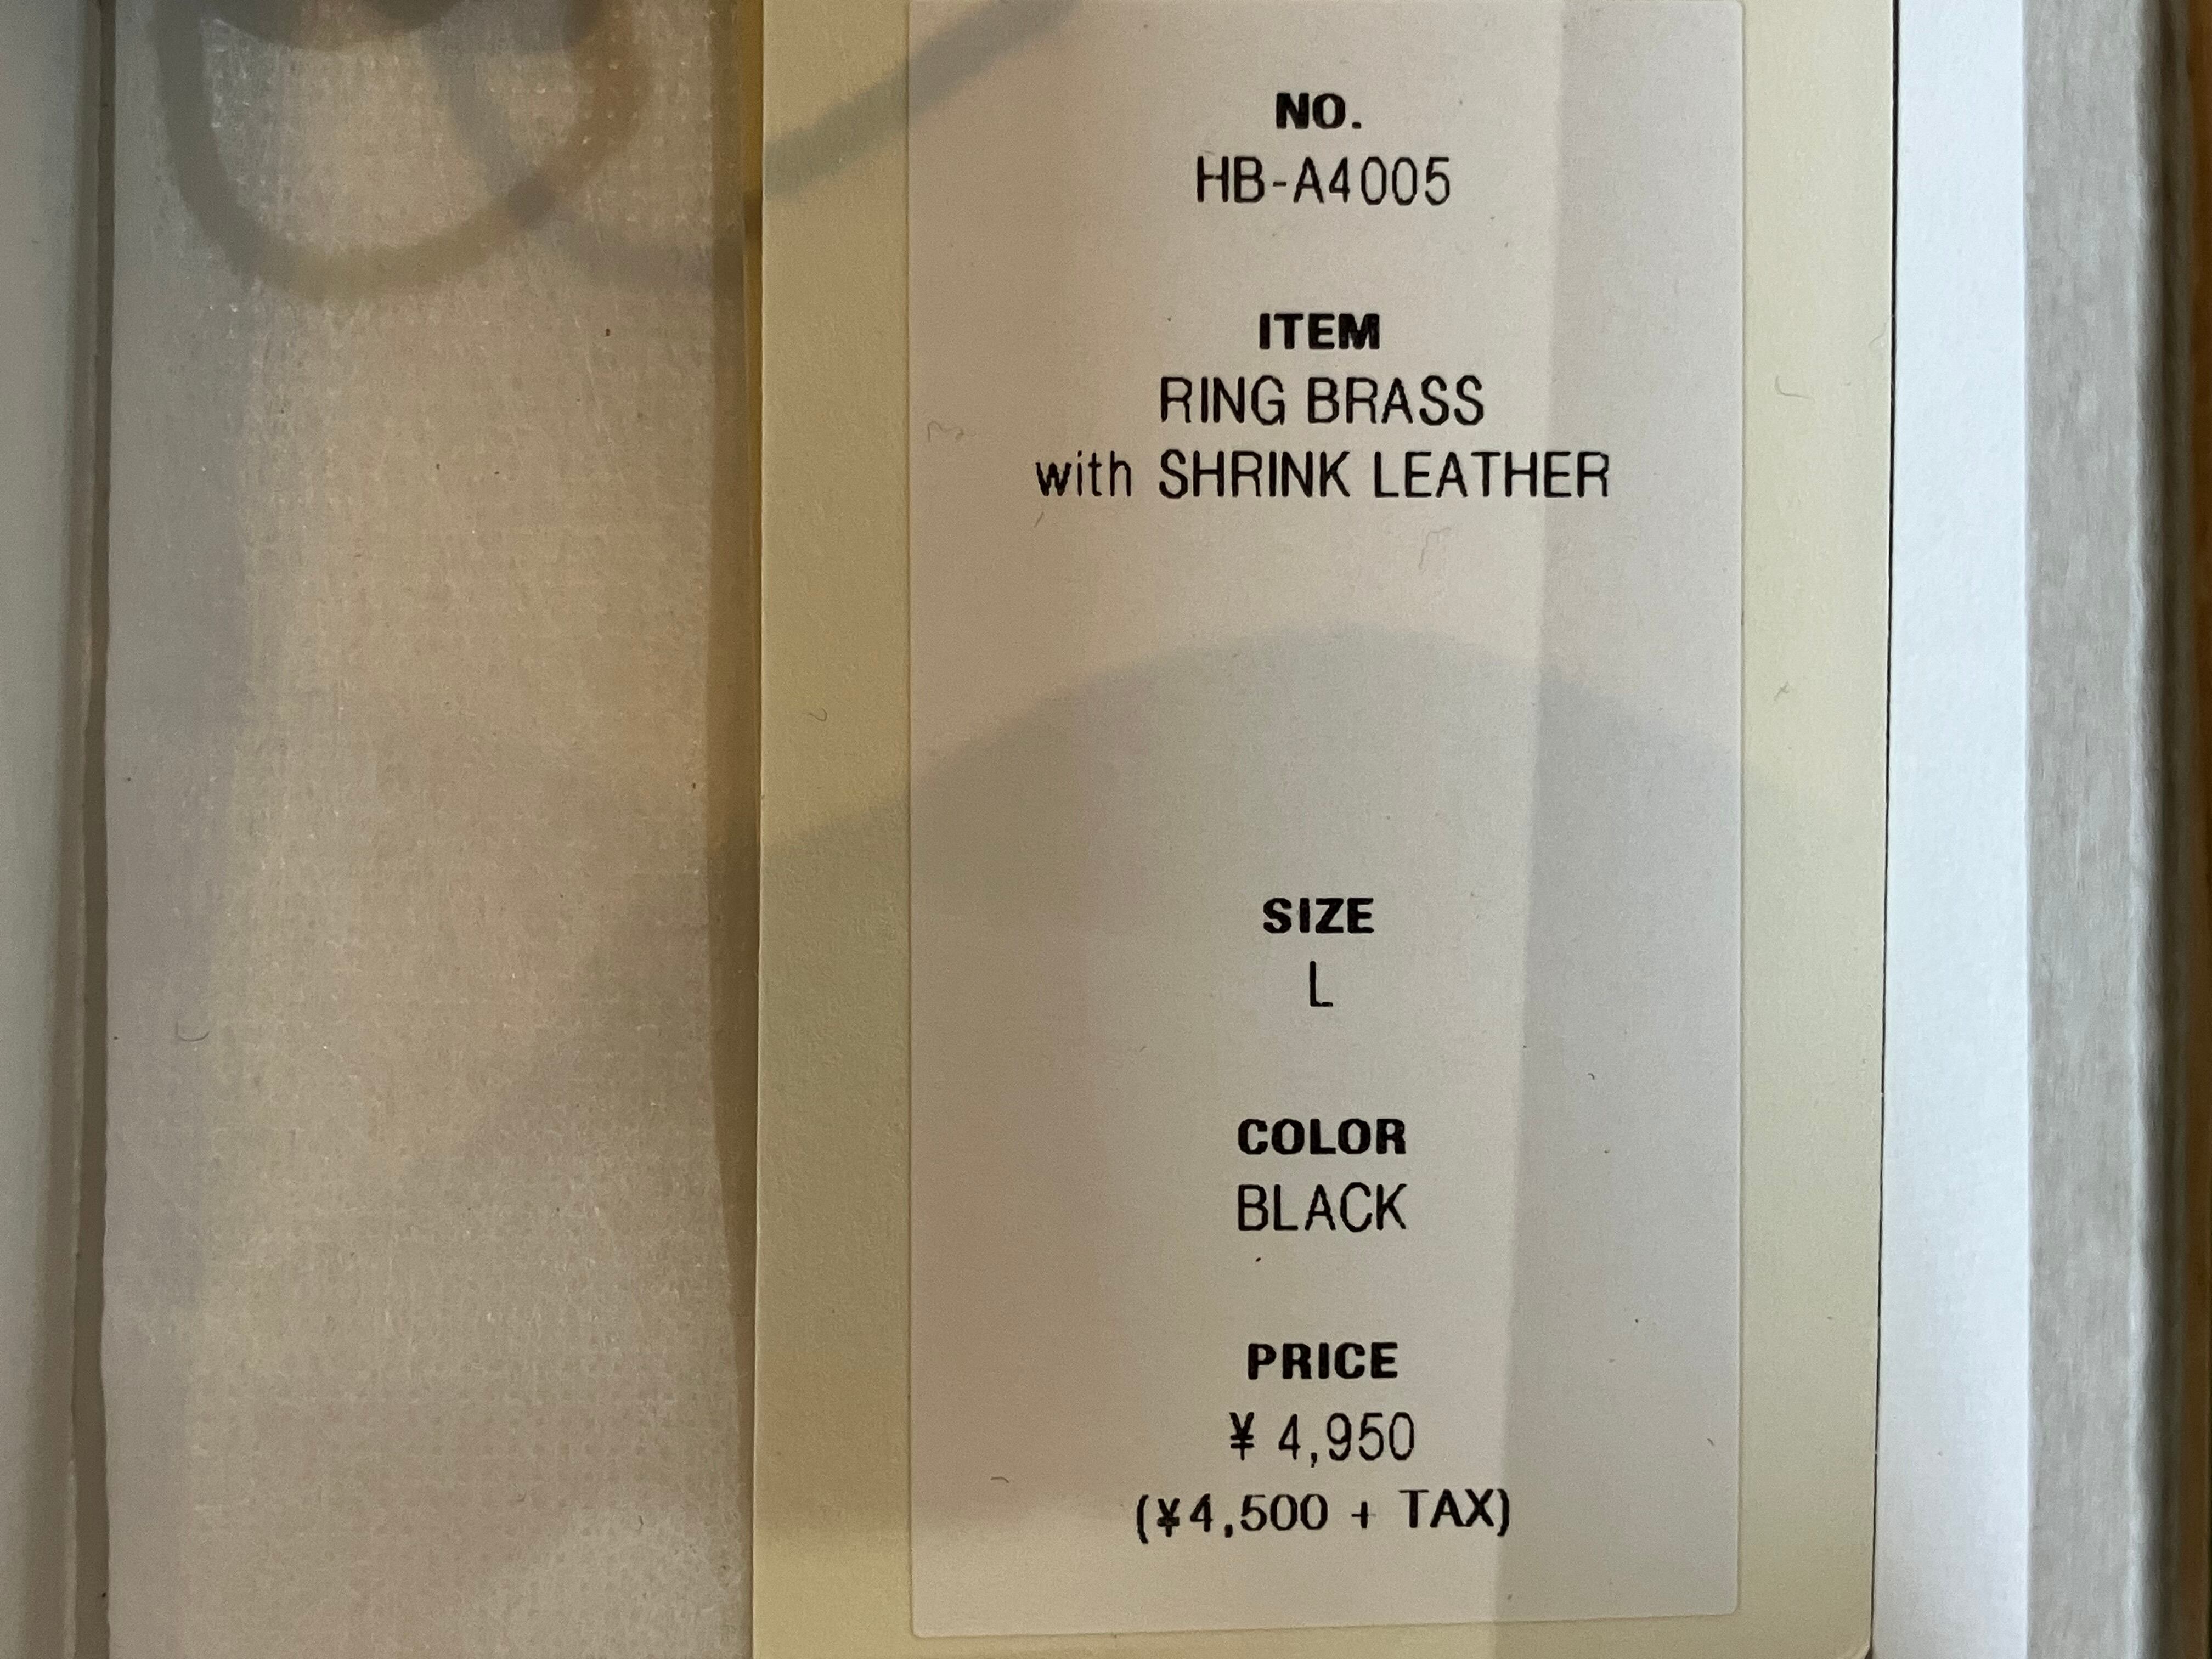 NO.
HB-A4005
ITEM
RING BRASS
with SHRINK LEATHER
SIZE
L
COLOR
BLACK
PRICE
¥ 4,950
(¥4,500 + TAX)